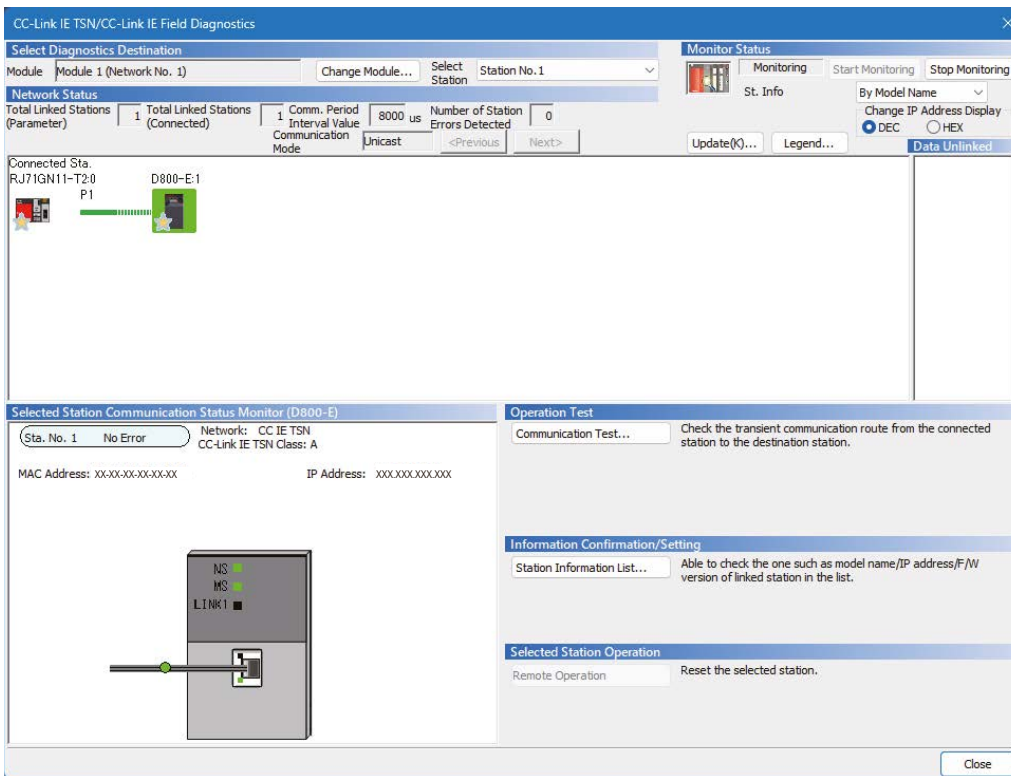 CC-Link IE TSN/CC-Link IE Field Diagnostics
Select Diagnostics Destination
Module Module 1 (Network No. 1) Change Module... Select Station Station No.1
Monitor Status
Monitoring Start Monitoring Stop Monitoring
St. Info By Model Name
Change IP Address Display
DEC HEX
Update(K)... Legend...
Network Status
Total Linked Stations (Parameter) 1 Total Linked Stations (Connected) 1 Comm. Period Interval Value 8000 us Number of Station Errors Detected 0
Communication Mode Unicast <Previous Next>
Data Unlinked
Connected Sta.
RJ71GN11-T2:0 D800-E:1
P1
Selected Station Communication Status Monitor (D800-E)
Sta. No. 1 No Error
Network: CC IE TSN
CC-Link IE TSN Class: A
MAC Address: XX-XX-XX-XX-XX-XX IP Address: XXX.XXX.XXX.XXX
NS
MS
LINK1
Operation Test
Communication Test...
Check the transient communication route from the connected
station to the destination station.
Information Confirmation/Setting
Station Information List...
Able to check the one such as model name/IP address/F/W
version of linked station in the list.
Selected Station Operation
Remote Operation
Reset the selected station.
Close